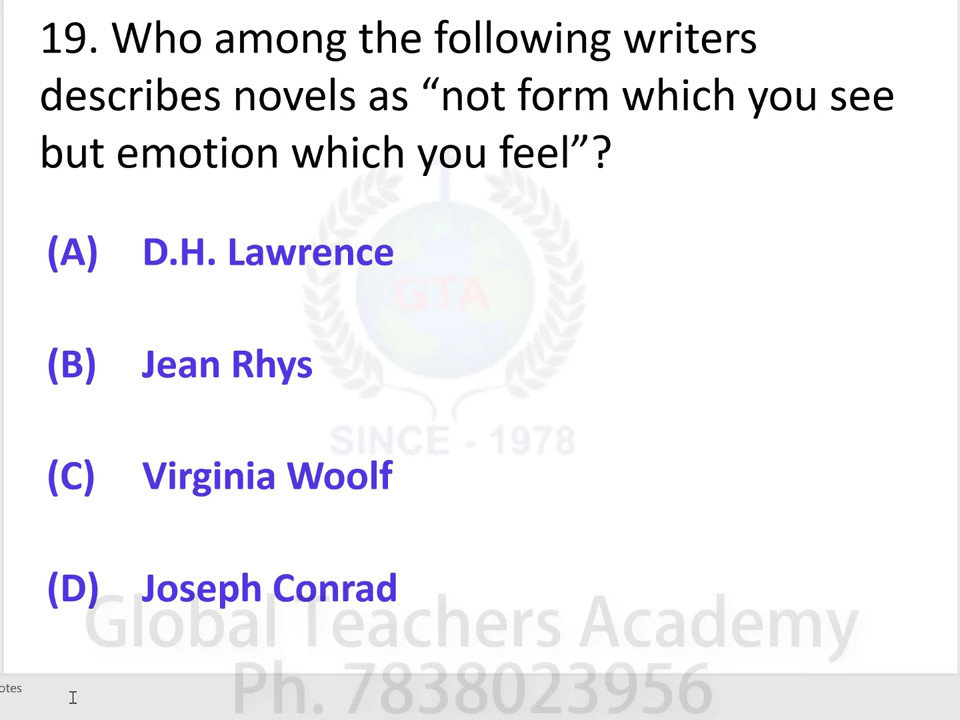 19. Who among the following writers
describes novels as “not form which you see
but emotion which you feel”?
(A) D.H. Lawrence
GTA
(B) Jean Rhys
SINCE - 1978
(C) Virginia Woolf
(D) Joseph Conrad
Global Teachers Academy
Ph. 7838023956
otes